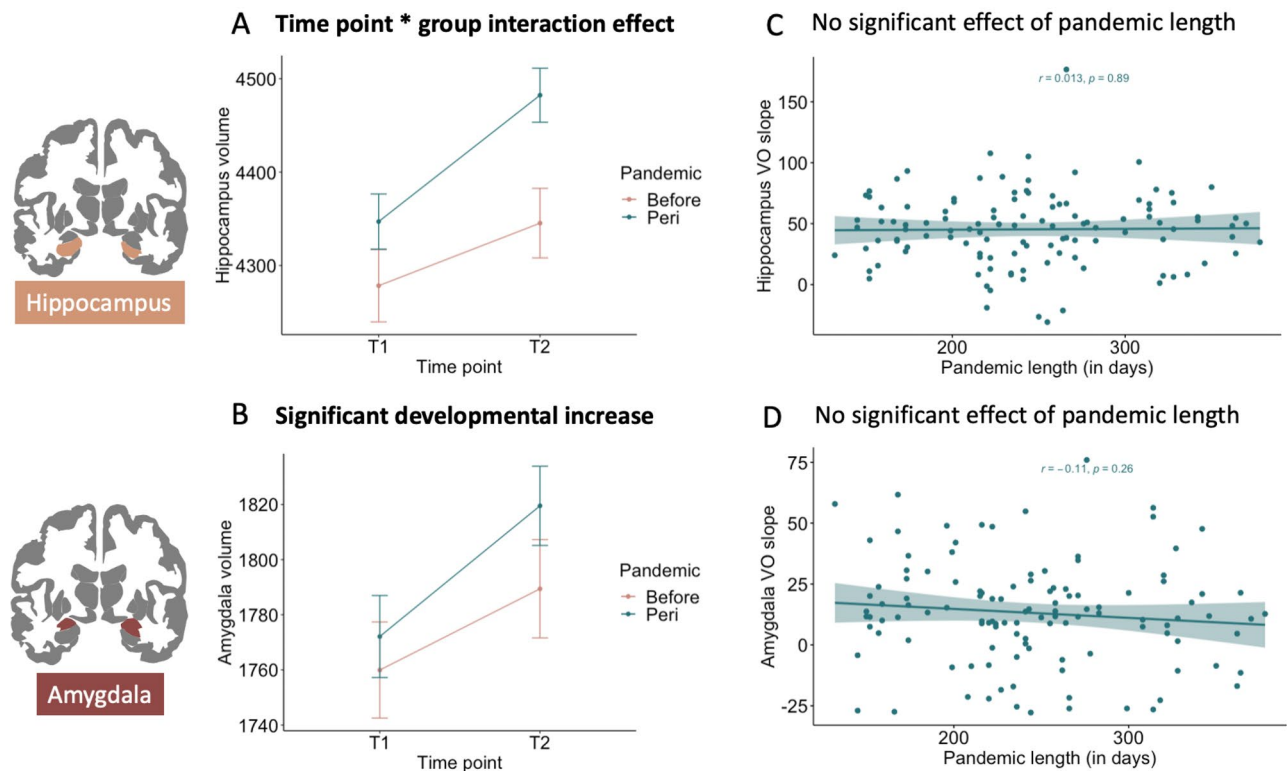 A Time point * group interaction effect
4500
4400
4300
Hippocampus volume
T1 T2
Time point
Pandemic
Before
Peri
Hippocampus
C No significant effect of pandemic length
r = 0.013, p = 0.89
150
100
50
0
Hippocampus VO slope
200 300
Pandemic length (in days)
B Significant developmental increase
1820
1800
1780
1760
1740
Amygdala volume
T1 T2
Time point
Pandemic
Before
Peri
Amygdala
D No significant effect of pandemic length
r = −0.11, p = 0.26
75
50
25
0
-25
Amygdala VO slope
200 300
Pandemic length (in days)